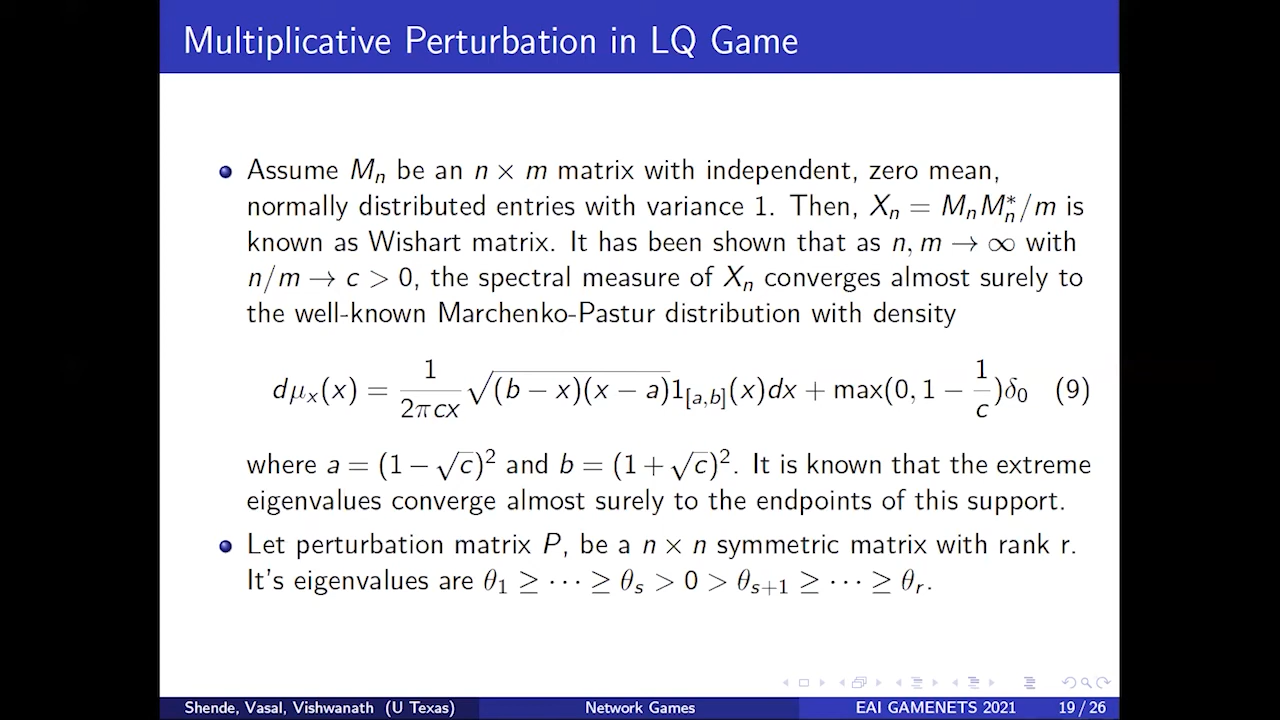 Multiplicative Perturbation in LQ Game
Assume Mₙ be an n × m matrix with independent, zero mean,
normally distributed entries with variance 1. Then, Xₙ = MₙMₙ*/m is
known as Wishart matrix. It has been shown that as n, m → ∞ with
n/m → c > 0, the spectral measure of Xₙ converges almost surely to
the well-known Marchenko-Pastur distribution with density
dμₓ(x) = 1/(2πcx) √((b − x)(x − a)) 1_[a,b](x)dx + max(0, 1 − 1/c)δ₀ (9)
where a = (1 − √c)² and b = (1 + √c)². It is known that the extreme
eigenvalues converge almost surely to the endpoints of this support.
Let perturbation matrix P, be a n × n symmetric matrix with rank r.
It's eigenvalues are θ₁ ≥ ⋯ ≥ θₛ > 0 > θₛ₊₁ ≥ ⋯ ≥ θᵣ.
Shende, Vasal, Vishwanath (U Texas) Network Games EAI GAMENETS 2021 19 / 26